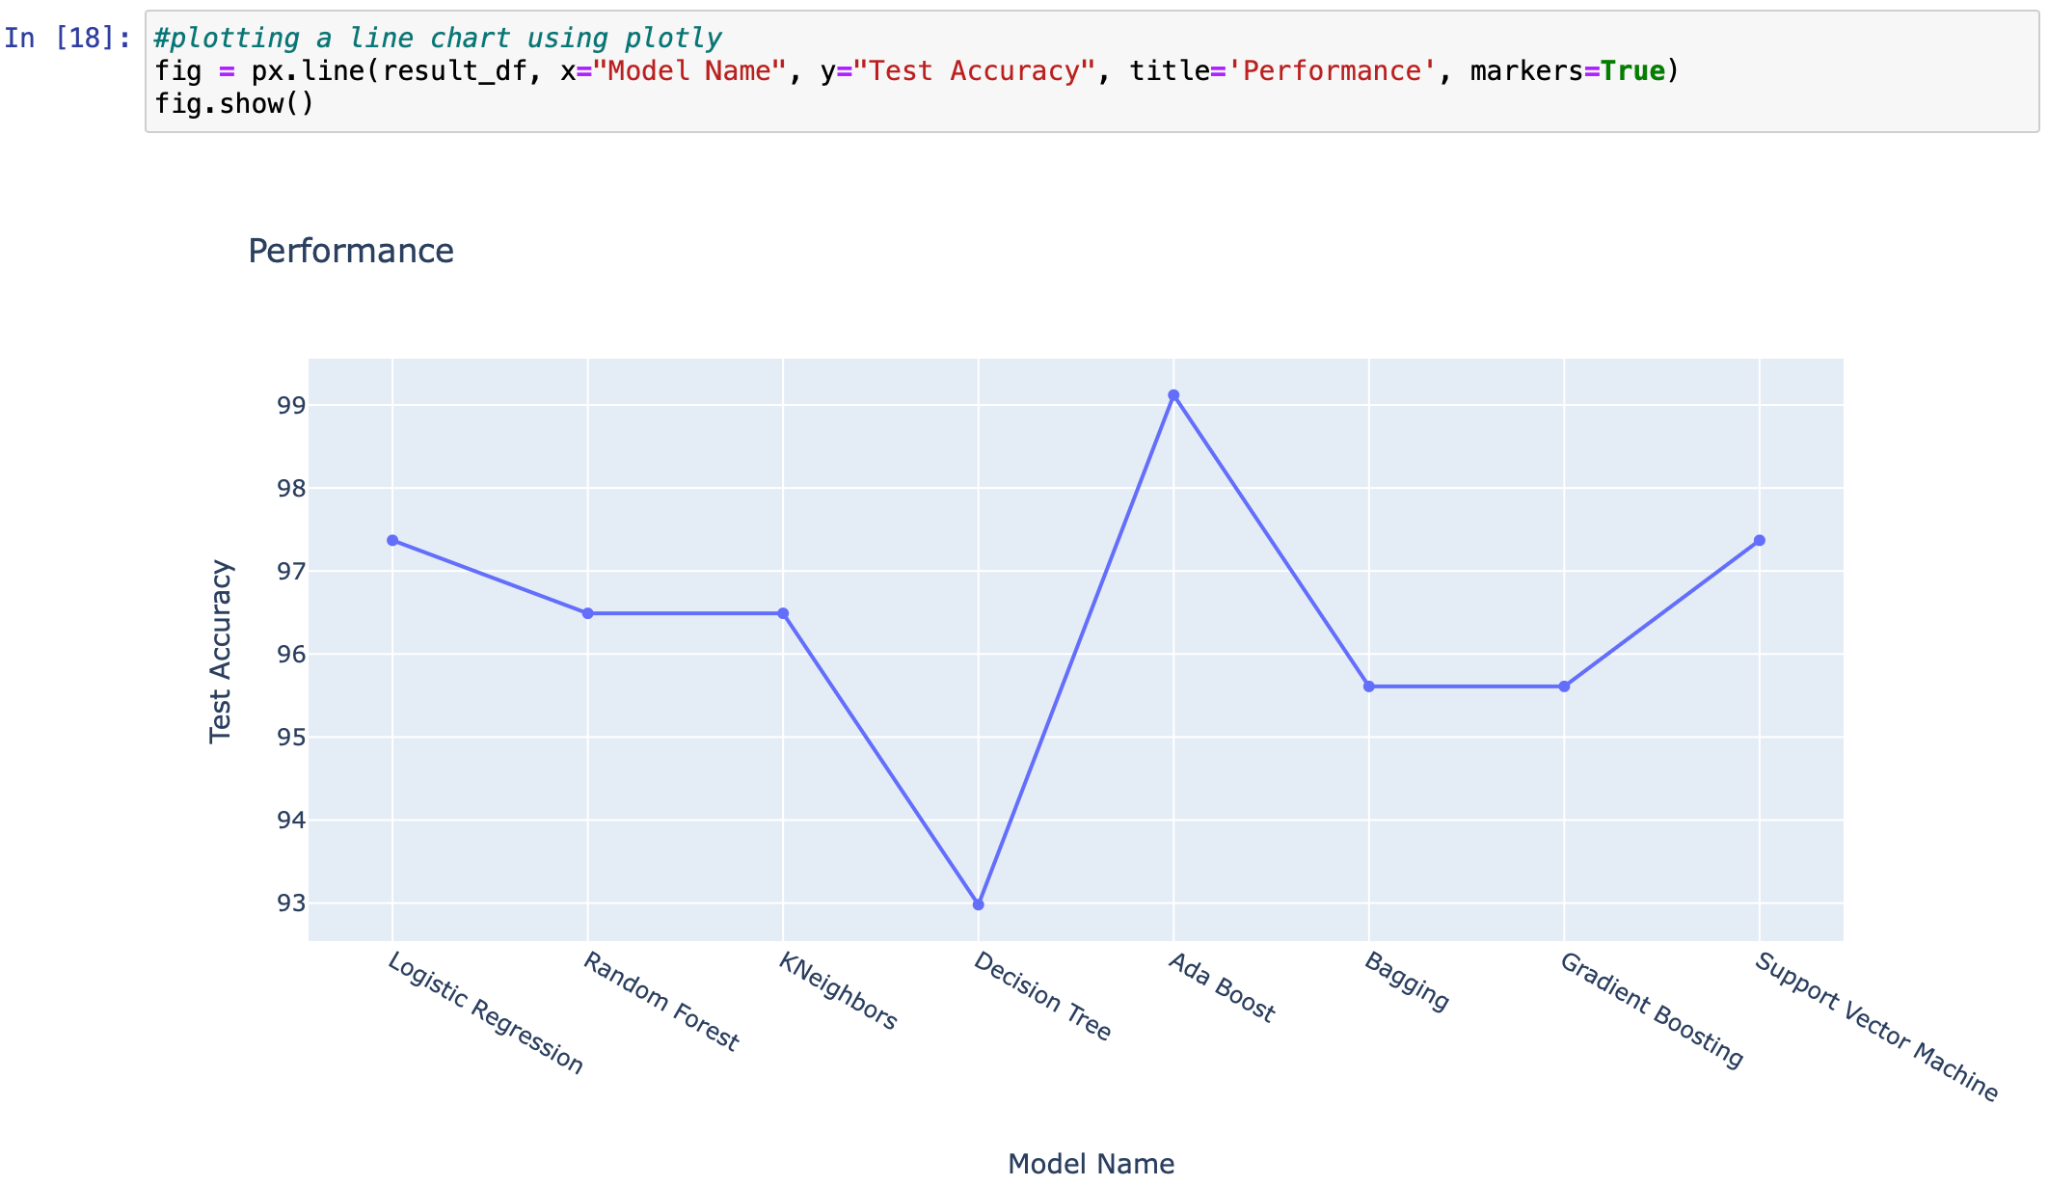 In [18]: #plotting a line chart using plotly
fig = px.line(result_df, x="Model Name", y="Test Accuracy", title='Performance', markers=True)
fig.show()
Performance
99
98
97
96
95
94
93
Test Accuracy
Logistic Regression
Random Forest
KNeighbors
Decision Tree
Ada Boost
Bagging
Gradient Boosting
Support Vector Machine
Model Name